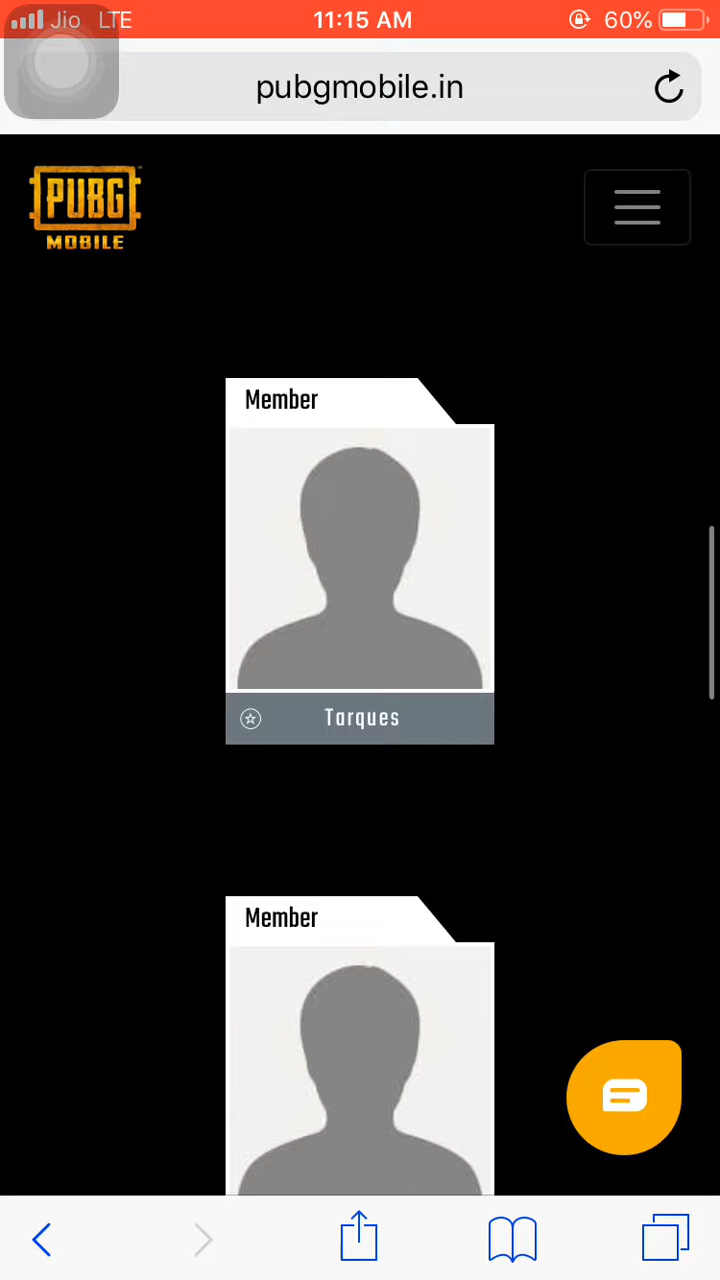 Jio LTE 11:15 AM 60%
pubgmobile.in
PUBG
MOBILE
Member
Tarques
Member